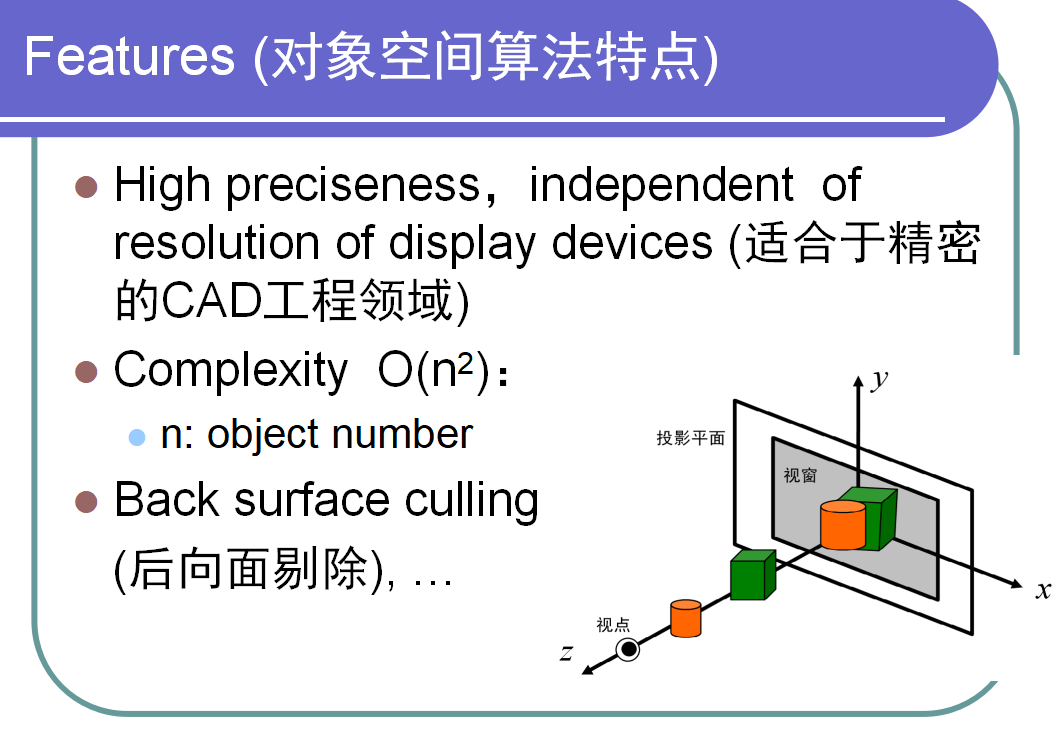 Features (对象空间算法特点)
High preciseness，independent of
resolution of display devices (适合于精密
的CAD工程领域)
Complexity O(n²)：
n: object number
Back surface culling
(后向面剔除), …
y
投影平面
视窗
x
视点
z